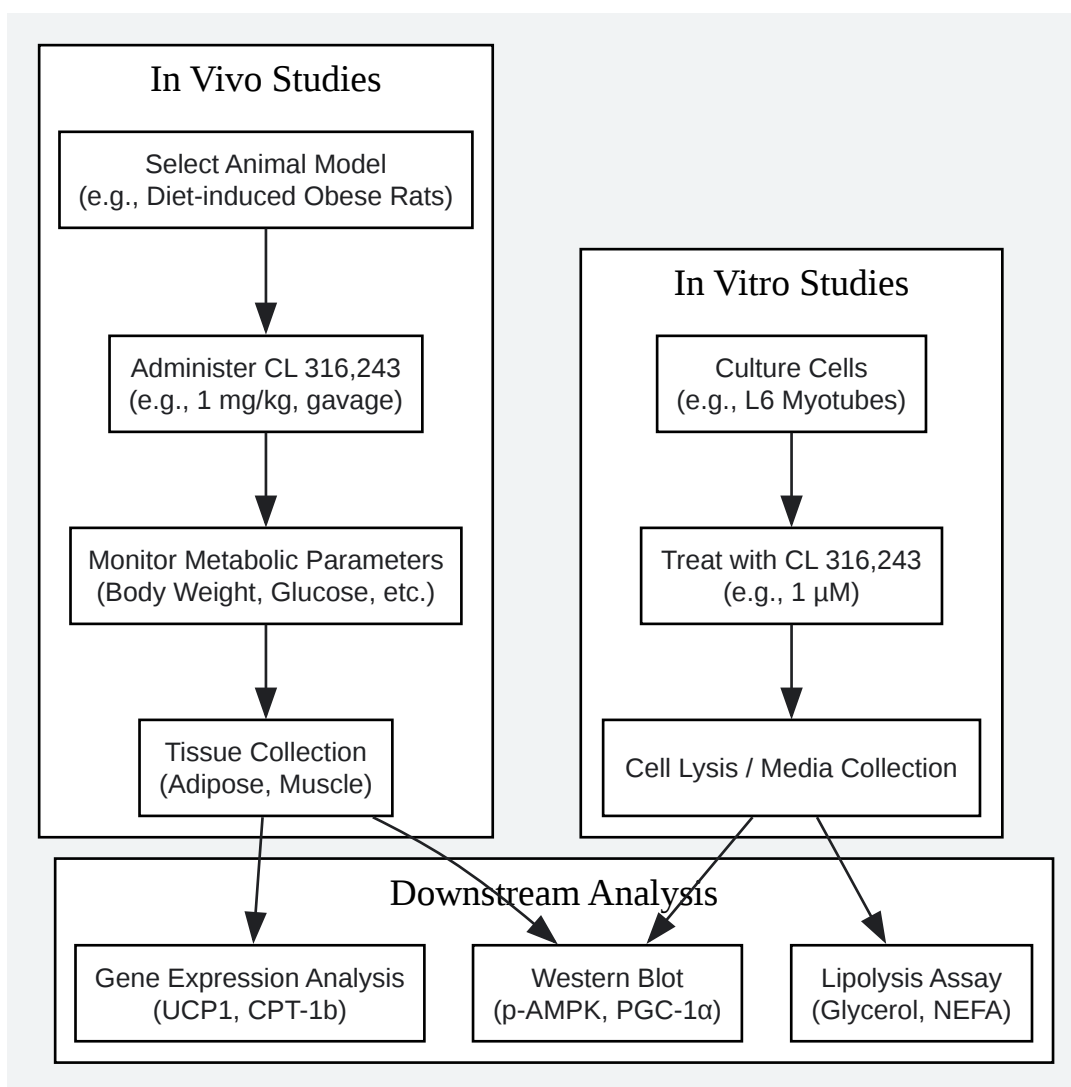 In Vivo Studies
Select Animal Model
(e.g., Diet-induced Obese Rats)
Administer CL 316,243
(e.g., 1 mg/kg, gavage)
Monitor Metabolic Parameters
(Body Weight, Glucose, etc.)
Tissue Collection
(Adipose, Muscle)
In Vitro Studies
Culture Cells
(e.g., L6 Myotubes)
Treat with CL 316,243
(e.g., 1 µM)
Cell Lysis / Media Collection
Downstream Analysis
Gene Expression Analysis
(UCP1, CPT-1b)
Western Blot
(p-AMPK, PGC-1α)
Lipolysis Assay
(Glycerol, NEFA)